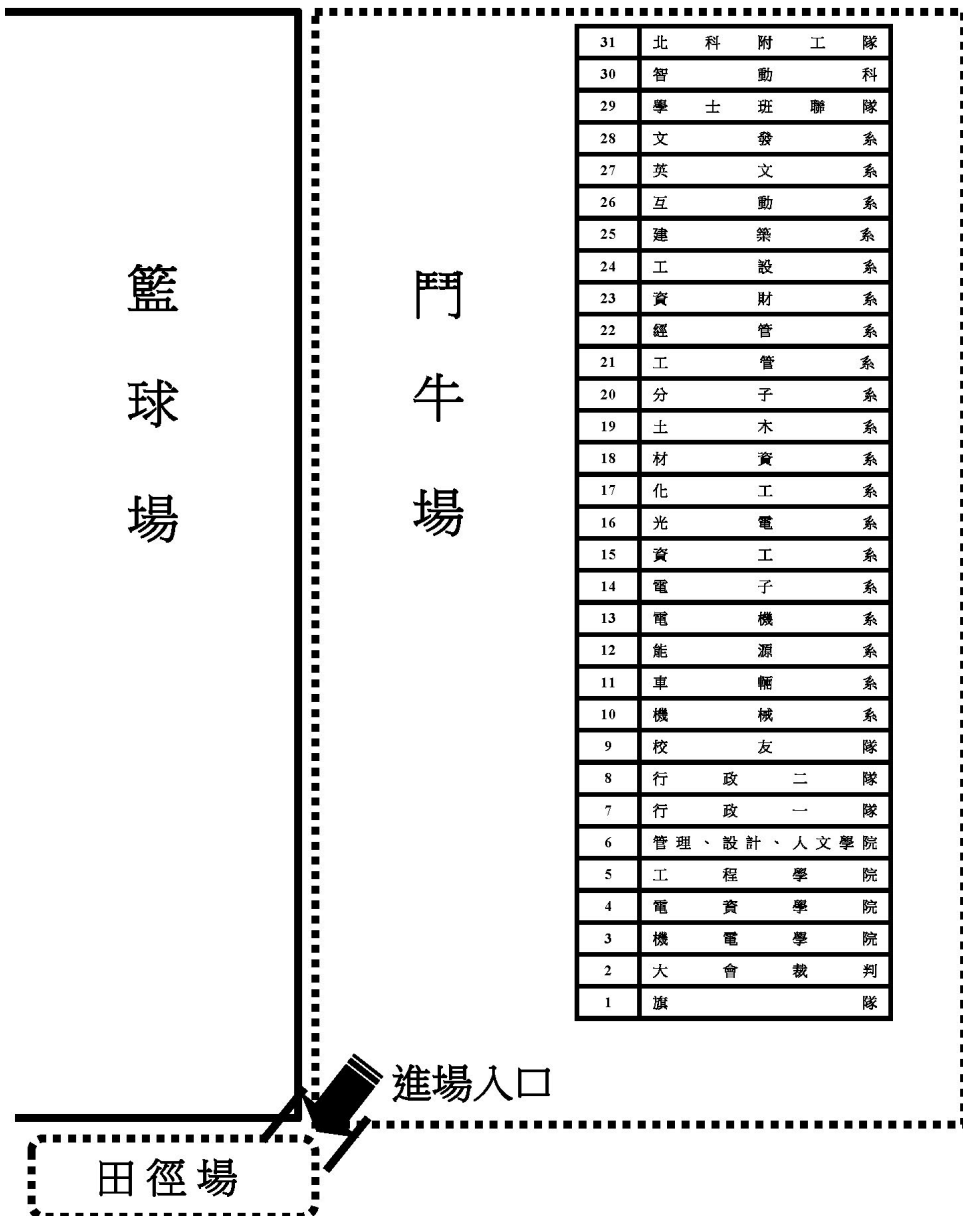 31 北科附工隊
30 智動科
29 學士班聯隊
28 文發系
27 英文系
26 互動系
25 建築系
24 工設系
23 資財系
22 經管系
21 工管系
20 分子系
19 土木系
18 材資系
17 化工系
16 光電系
15 資工系
14 電子系
13 電機系
12 能源系
11 車輛系
10 機械系
9 校友隊
8 行政二隊
7 行政一隊
6 管理、設計、人文學院
5 工程學院
4 電資學院
3 機電學院
2 大會裁判
1 旗隊
籃球場
鬥牛場
進場入口
田徑場